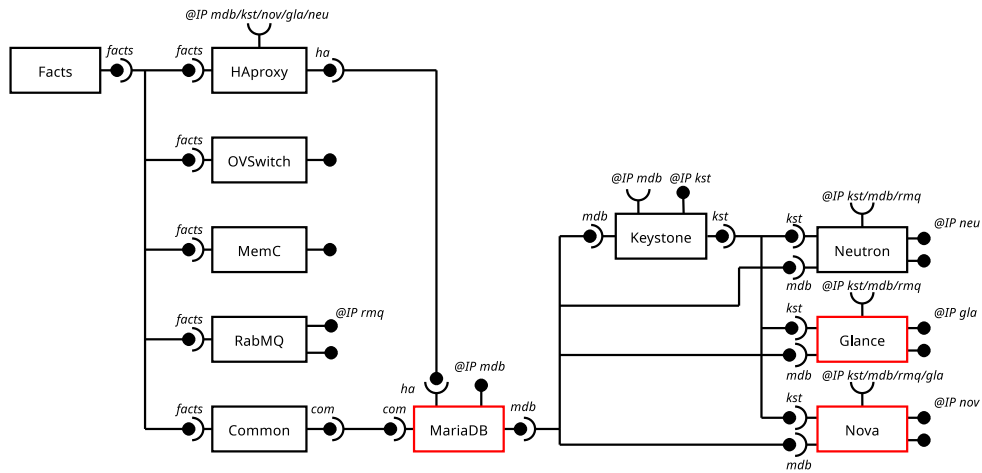 @IP mdb/kst/nov/gla/neu
facts
facts
ha
Facts
HAproxy
facts
OVSwitch
@IP mdb
@IP kst
@IP kst/mdb/rmq
mdb
kst
kst
@IP neu
facts
Keystone
Neutron
MemC
mdb
@IP kst/mdb/rmq
facts
@IP rmq
kst
@IP gla
RabMQ
Glance
@IP mdb
mdb
@IP kst/mdb/rmq/gla
ha
kst
@IP nov
facts
com
com
mdb
Common
MariaDB
Nova
mdb